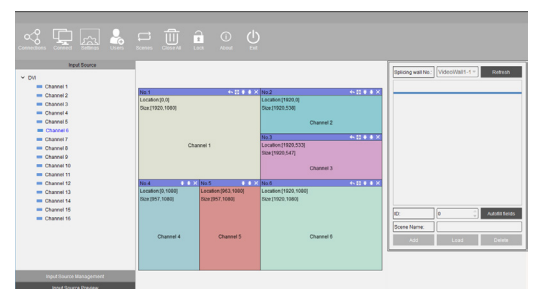 Connections Connect Settings Users Scenes Close All Lock About Exit
Input Source
DVI
Channel 1
Channel 2
Channel 3
Channel 4
Channel 5
Channel 6
Channel 7
Channel 8
Channel 9
Channel 10
Channel 11
Channel 12
Channel 13
Channel 14
Channel 15
Channel 16
Input Source Management
Input Source Preview
No.1
Location:[0,0]
Size:[1920,1080]
Channel 1
No.2
Location:[1920,0]
Size:[1920,538]
Channel 2
No.3
Location:[1920,533]
Size:[1920,547]
Channel 3
No.4
Location:[0,1080]
Size:[957,1080]
Channel 4
No.5
Location:[963,1080]
Size:[957,1080]
Channel 5
No.6
Location:[1920,1080]
Size:[1920,1080]
Channel 6
Splicing wall No.: VideoWall1-1 Refresh
ID: 0 Autofill fields
Scene Name:
Add Load Delete